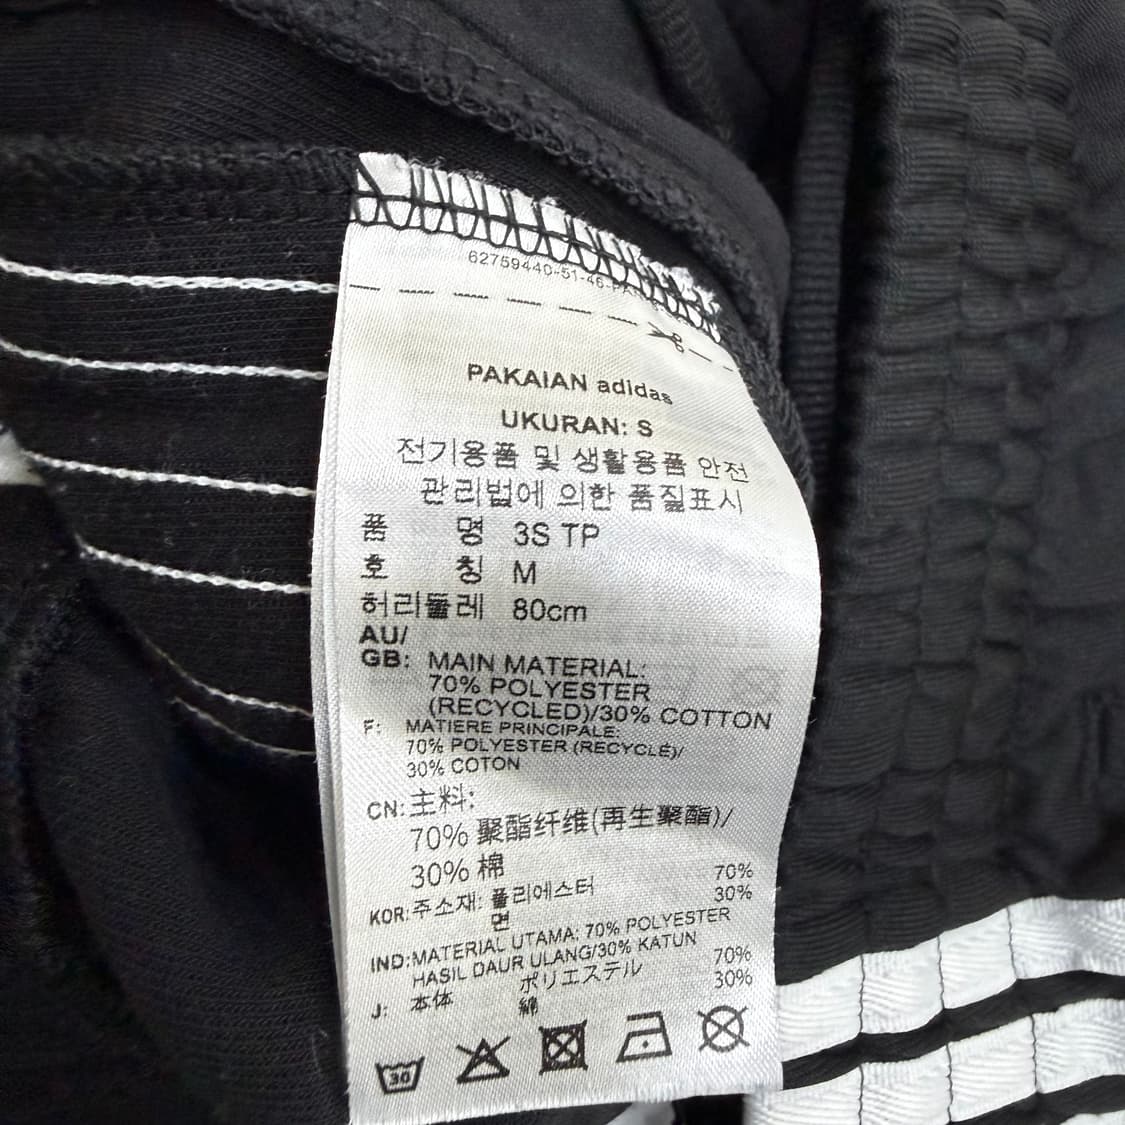 62759440-51-46-
PAKAIAN adidas
UKURAN: S
전기용품 및 생활용품 안전
관리법에 의한 품질표시
품 명 3S TP
호 칭 M
허리둘레 80cm
AU/
GB: MAIN MATERIAL:
70% POLYESTER
(RECYCLED)/30% COTTON
F: MATIERE PRINCIPALE:
70% POLYESTER (RECYCLÉ)/
30% COTON
CN: 主料:
70% 聚酯纤维(再生聚酯)/
30% 棉
KOR: 주소재: 폴리에스터 70%
면 30%
IND: MATERIAL UTAMA: 70% POLYESTER
HASIL DAUR ULANG/30% KATUN
J: 本体 ポリエステル 70%
綿 30%
30